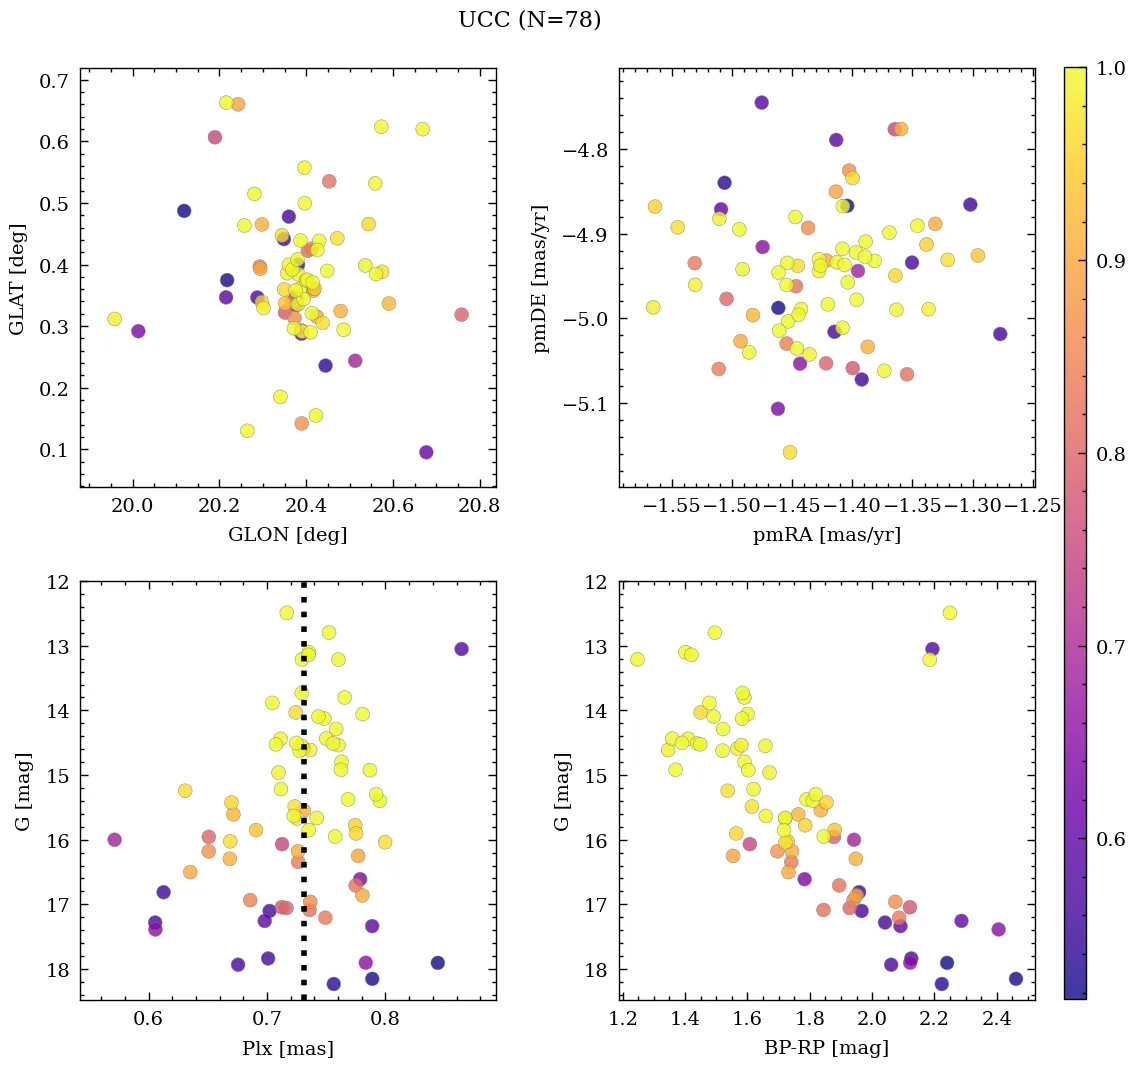 UCC (N=78)
0.7
0.6
0.5
0.4
0.3
0.2
0.1
GLAT [deg]
20.0 20.2 20.4 20.6 20.8
GLON [deg]
−4.8
−4.9
−5.0
−5.1
pmDE [mas/yr]
−1.55 −1.50 −1.45 −1.40 −1.35 −1.30 −1.25
pmRA [mas/yr]
1.0
0.9
0.8
0.7
0.6
12
13
14
15
16
17
18
G [mag]
0.6 0.7 0.8
Plx [mas]
12
13
14
15
16
17
18
G [mag]
1.2 1.4 1.6 1.8 2.0 2.2 2.4
BP-RP [mag]